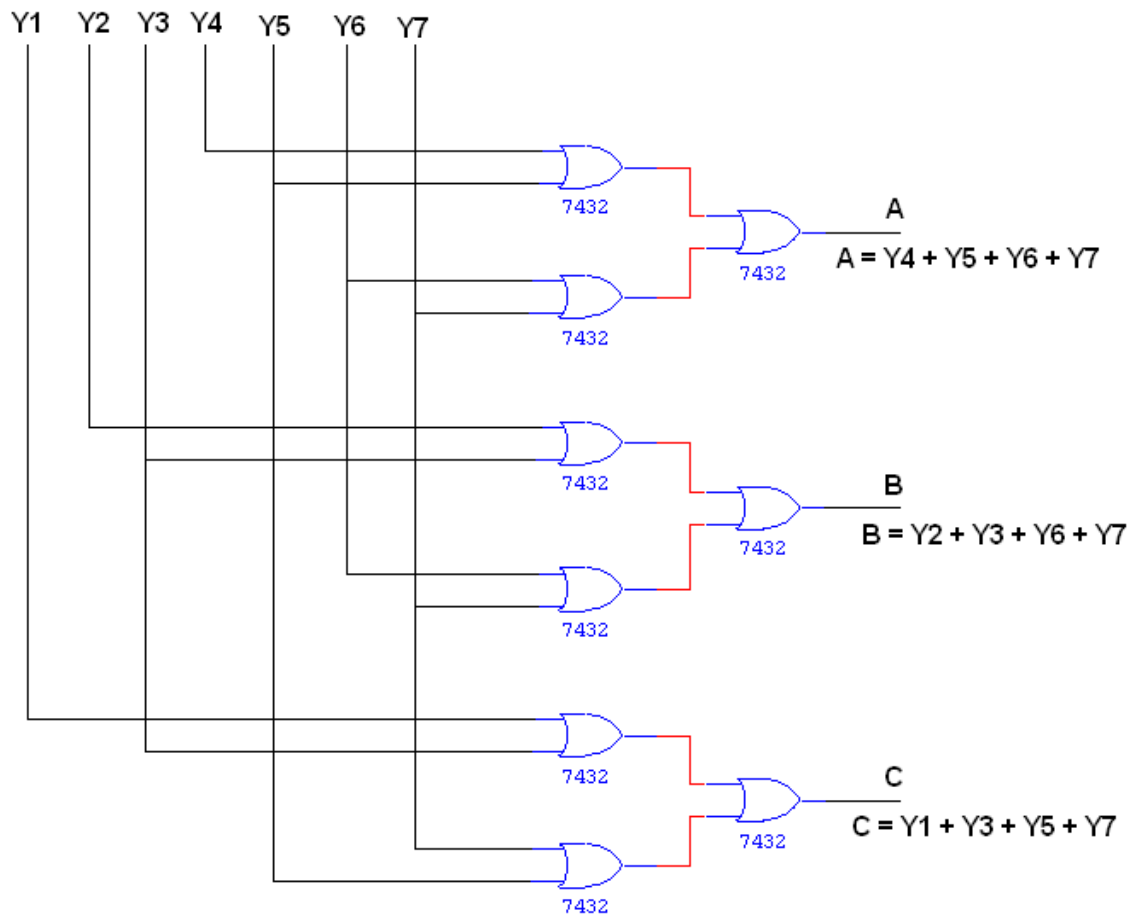 Y1 Y2 Y3 Y4 Y5 Y6 Y7
7432
A
7432
A = Y4 + Y5 + Y6 + Y7
7432
7432
B
7432
B = Y2 + Y3 + Y6 + Y7
7432
7432
C
7432
C = Y1 + Y3 + Y5 + Y7
7432